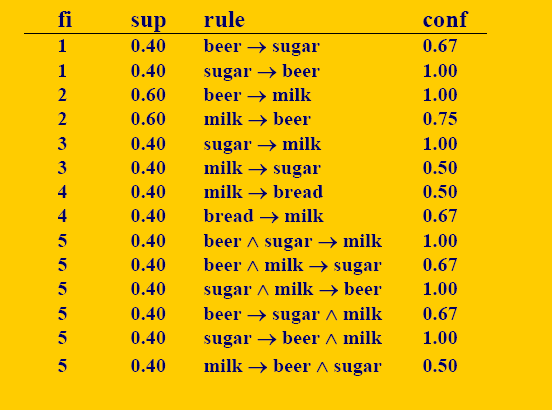 fi sup rule conf
1 0.40 beer → sugar 0.67
1 0.40 sugar → beer 1.00
2 0.60 beer → milk 1.00
2 0.60 milk → beer 0.75
3 0.40 sugar → milk 1.00
3 0.40 milk → sugar 0.50
4 0.40 milk → bread 0.50
4 0.40 bread → milk 0.67
5 0.40 beer ∧ sugar → milk 1.00
5 0.40 beer ∧ milk → sugar 0.67
5 0.40 sugar ∧ milk → beer 1.00
5 0.40 beer → sugar ∧ milk 0.67
5 0.40 sugar → beer ∧ milk 1.00
5 0.40 milk → beer ∧ sugar 0.50